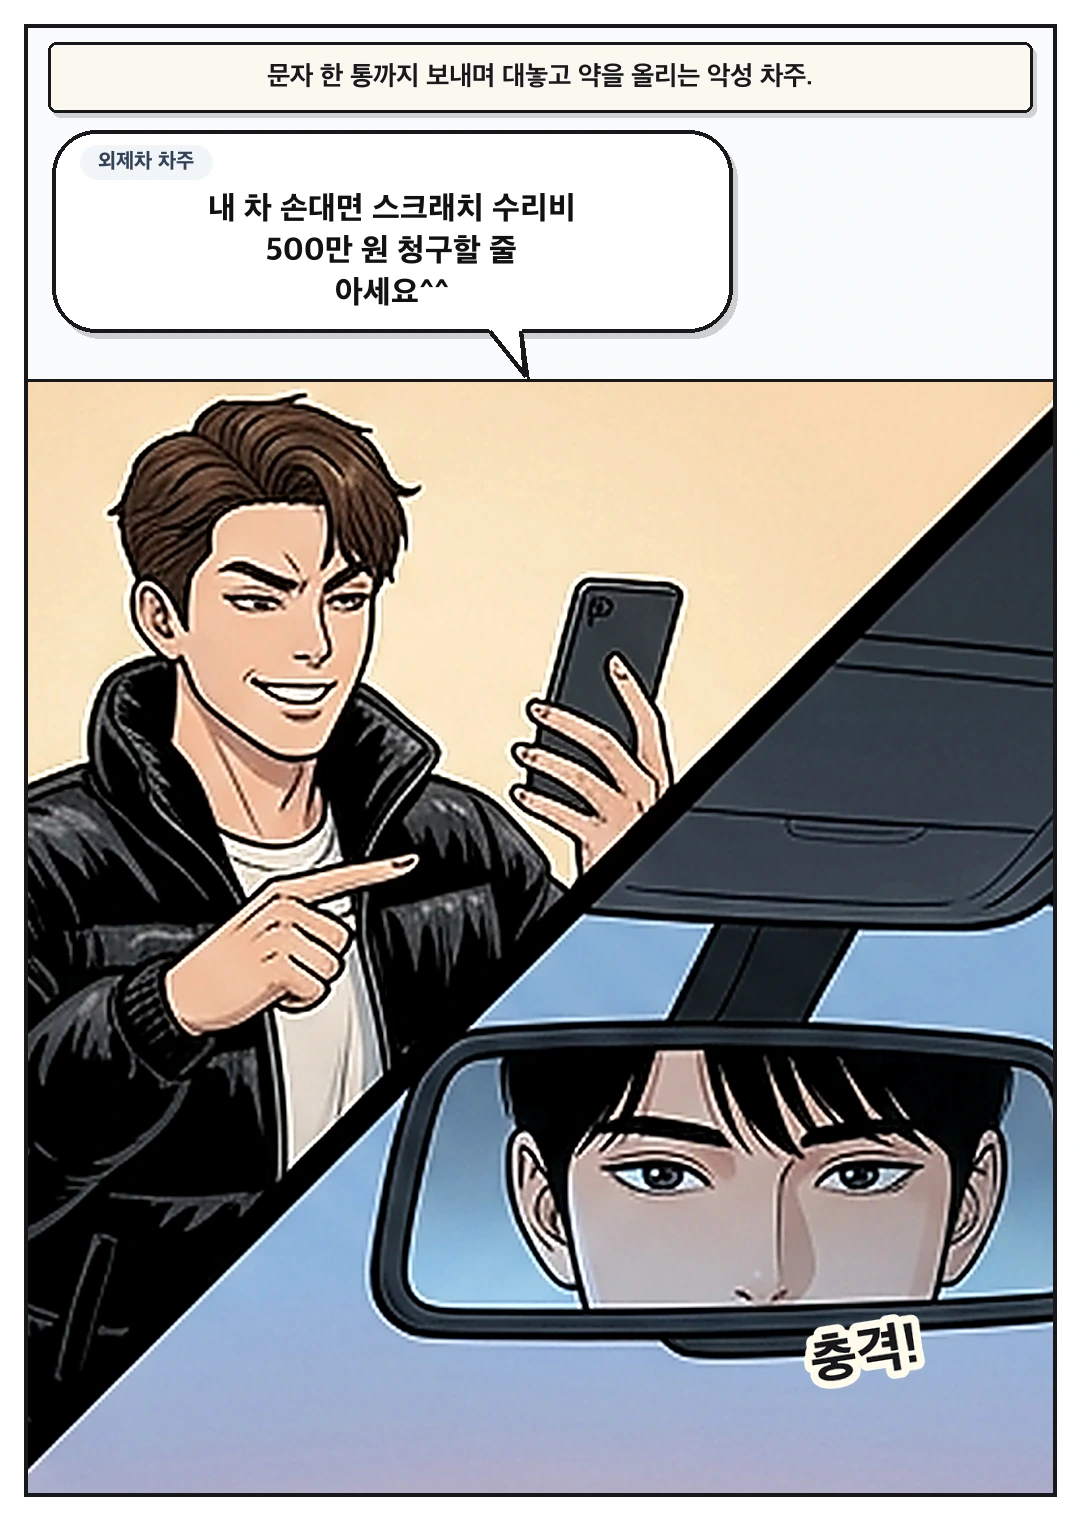 문자 한 통까지 보내며 대놓고 약을 올리는 악성 차주.
외제차 차주
내 차 손대면 스크래치 수리비
500만 원 청구할 줄
아세요^^
충격!